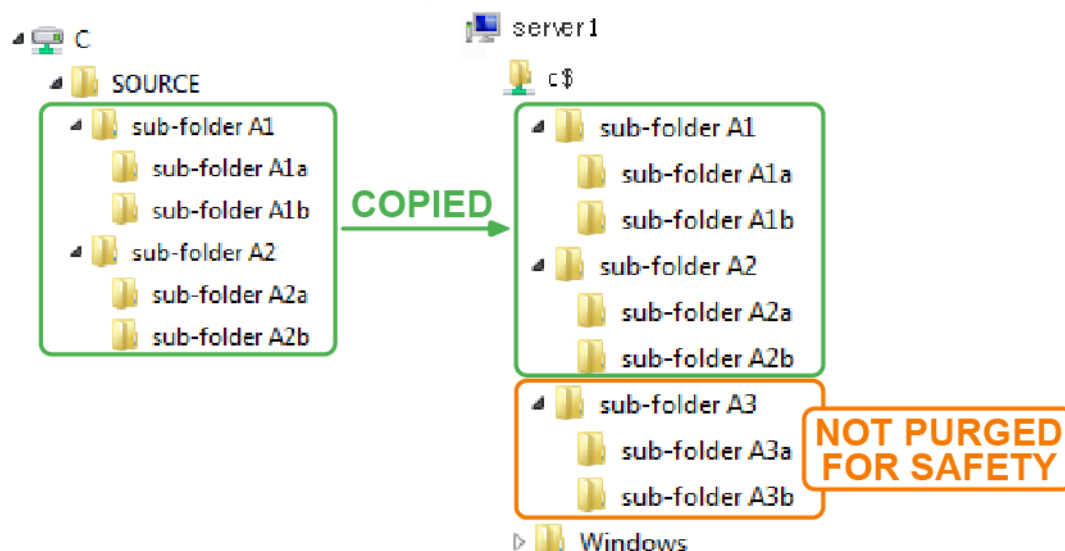 C
SOURCE
sub-folder A1
sub-folder A1a
sub-folder A1b
sub-folder A2
sub-folder A2a
sub-folder A2b
COPIED
server1
c$
sub-folder A1
sub-folder A1a
sub-folder A1b
sub-folder A2
sub-folder A2a
sub-folder A2b
sub-folder A3
sub-folder A3a
sub-folder A3b
NOT PURGED
FOR SAFETY
Windows